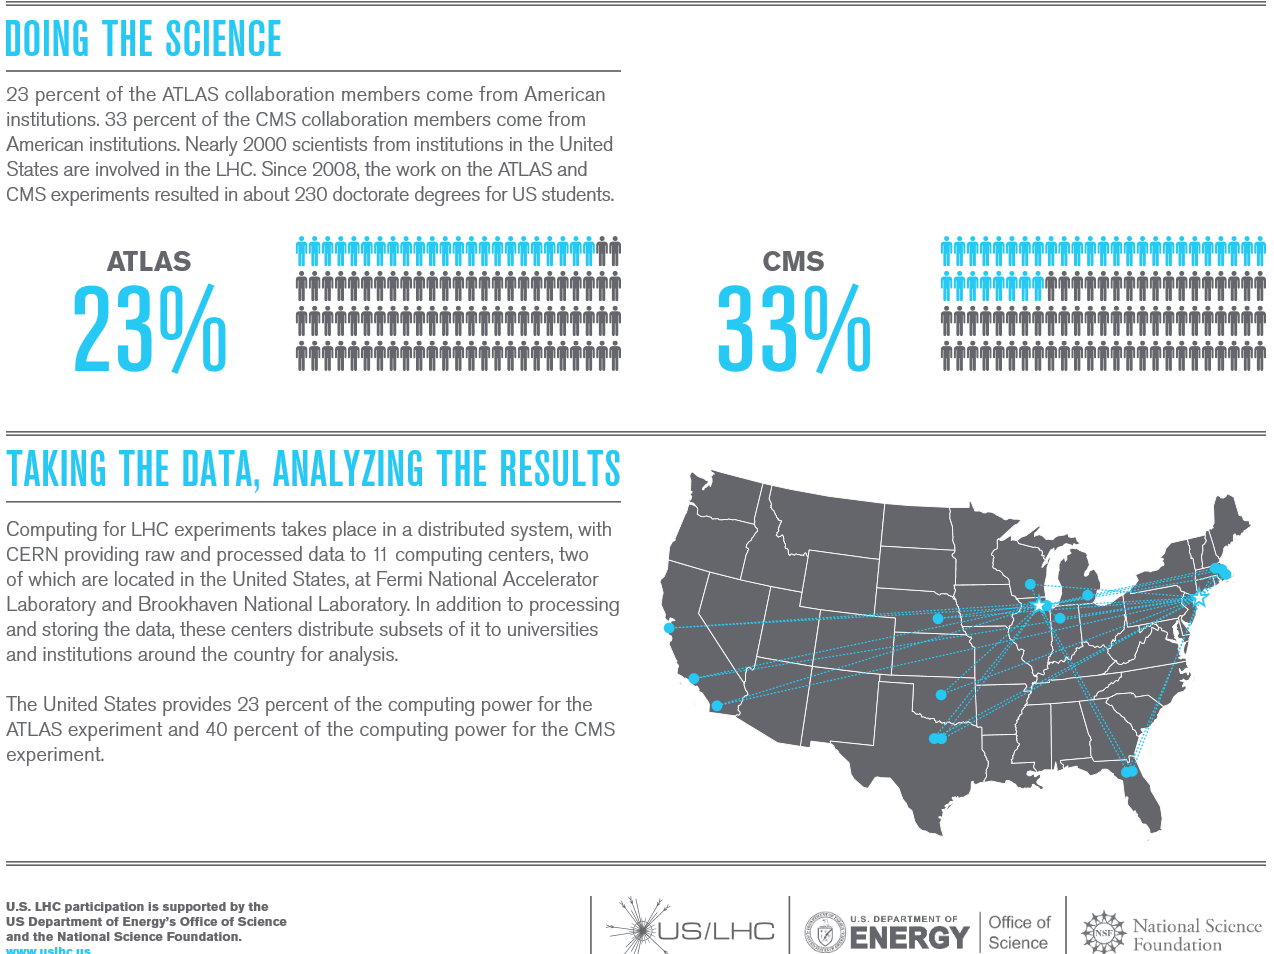 DOING THE SCIENCE
23 percent of the ATLAS collaboration members come from American
institutions. 33 percent of the CMS collaboration members come from
American institutions. Nearly 2000 scientists from institutions in the United
States are involved in the LHC. Since 2008, the work on the ATLAS and
CMS experiments resulted in about 230 doctorate degrees for US students.
ATLAS
23%
CMS
33%
TAKING THE DATA, ANALYZING THE RESULTS
Computing for LHC experiments takes place in a distributed system, with
CERN providing raw and processed data to 11 computing centers, two
of which are located in the United States, at Fermi National Accelerator
Laboratory and Brookhaven National Laboratory. In addition to processing
and storing the data, these centers distribute subsets of it to universities
and institutions around the country for analysis.
The United States provides 23 percent of the computing power for the
ATLAS experiment and 40 percent of the computing power for the CMS
experiment.
U.S. LHC participation is supported by the
US Department of Energy's Office of Science
and the National Science Foundation.
www.uslhc.us
US/LHC
U.S. DEPARTMENT OF
ENERGY
Office of
Science
NSF
National Science
Foundation